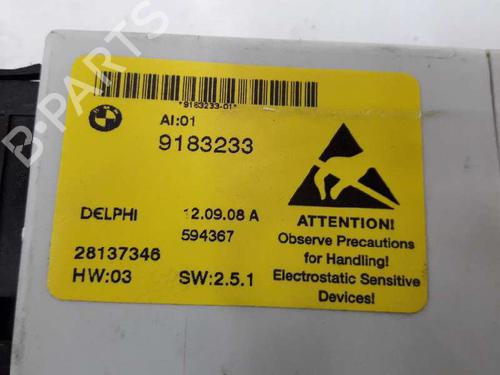 *9183233-01*
AI:01
9183233
DELPHI
12.09.08 A
594367
28137346
HW:03
SW:2.5.1
ATTENTION!
Observe Precautions
for Handling!
Electrostatic Sensitive
Devices!
B-PARTS